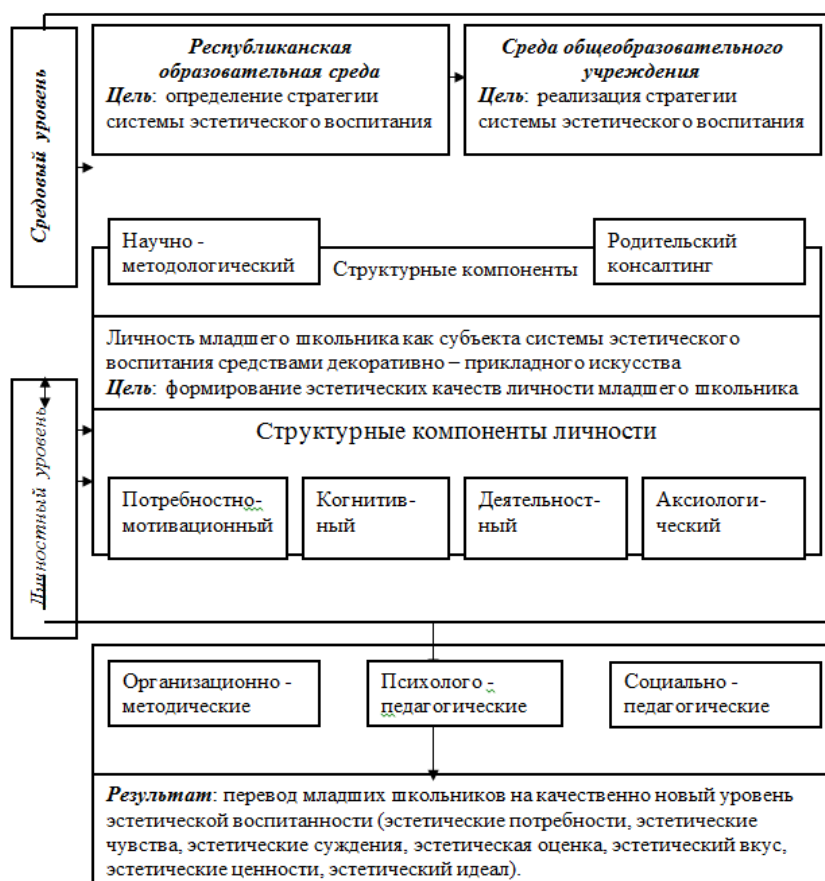 Средовый уровень
Республиканская
образовательная среда
Цель: определение стратегии
системы эстетического воспитания
Среда общеобразовательного
учреждения
Цель: реализация стратегии
системы эстетического воспитания
Научно -
методологический
Структурные компоненты
Родительский
консалтинг
Личность младшего школьника как субъекта системы эстетического
воспитания средствами декоративно – прикладного искусства
Цель: формирование эстетических качеств личности младшего школьника
Личностный уровень
Структурные компоненты личности
Потребностно-
мотивационный
Когнитив-
ный
Деятельност-
ный
Аксиологи-
ческий
Организационно -
методические
Психолого -
педагогические
Социально -
педагогические
Результат: перевод младших школьников на качественно новый уровень
эстетической воспитанности (эстетические потребности, эстетические
чувства, эстетические суждения, эстетическая оценка, эстетический вкус,
эстетические ценности, эстетический идеал).